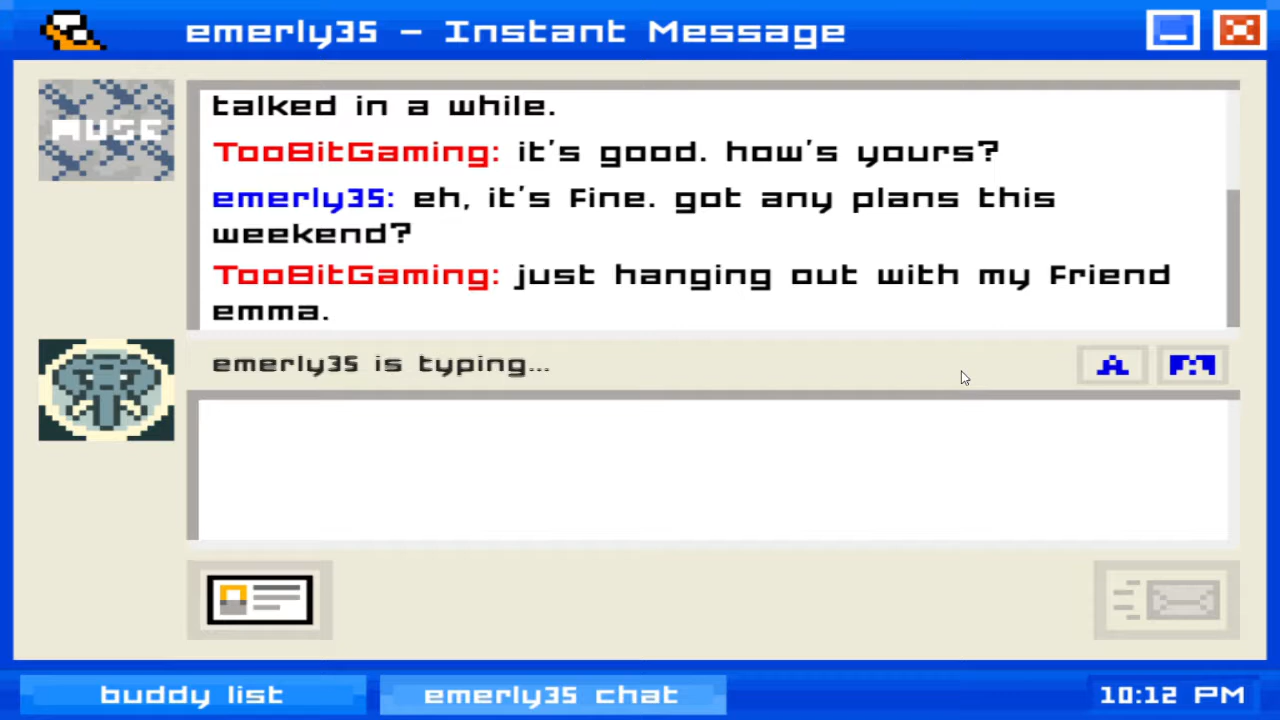 emerly35 - Instant Message
MUSE
talked in a while.
TooBitGaming: it's good. how's yours?
emerly35: eh, it's fine. got any plans this
weekend?
TooBitGaming: just hanging out with my friend
emma.
emerly35 is typing...
A
buddy list
emerly35 chat
10:12 PM